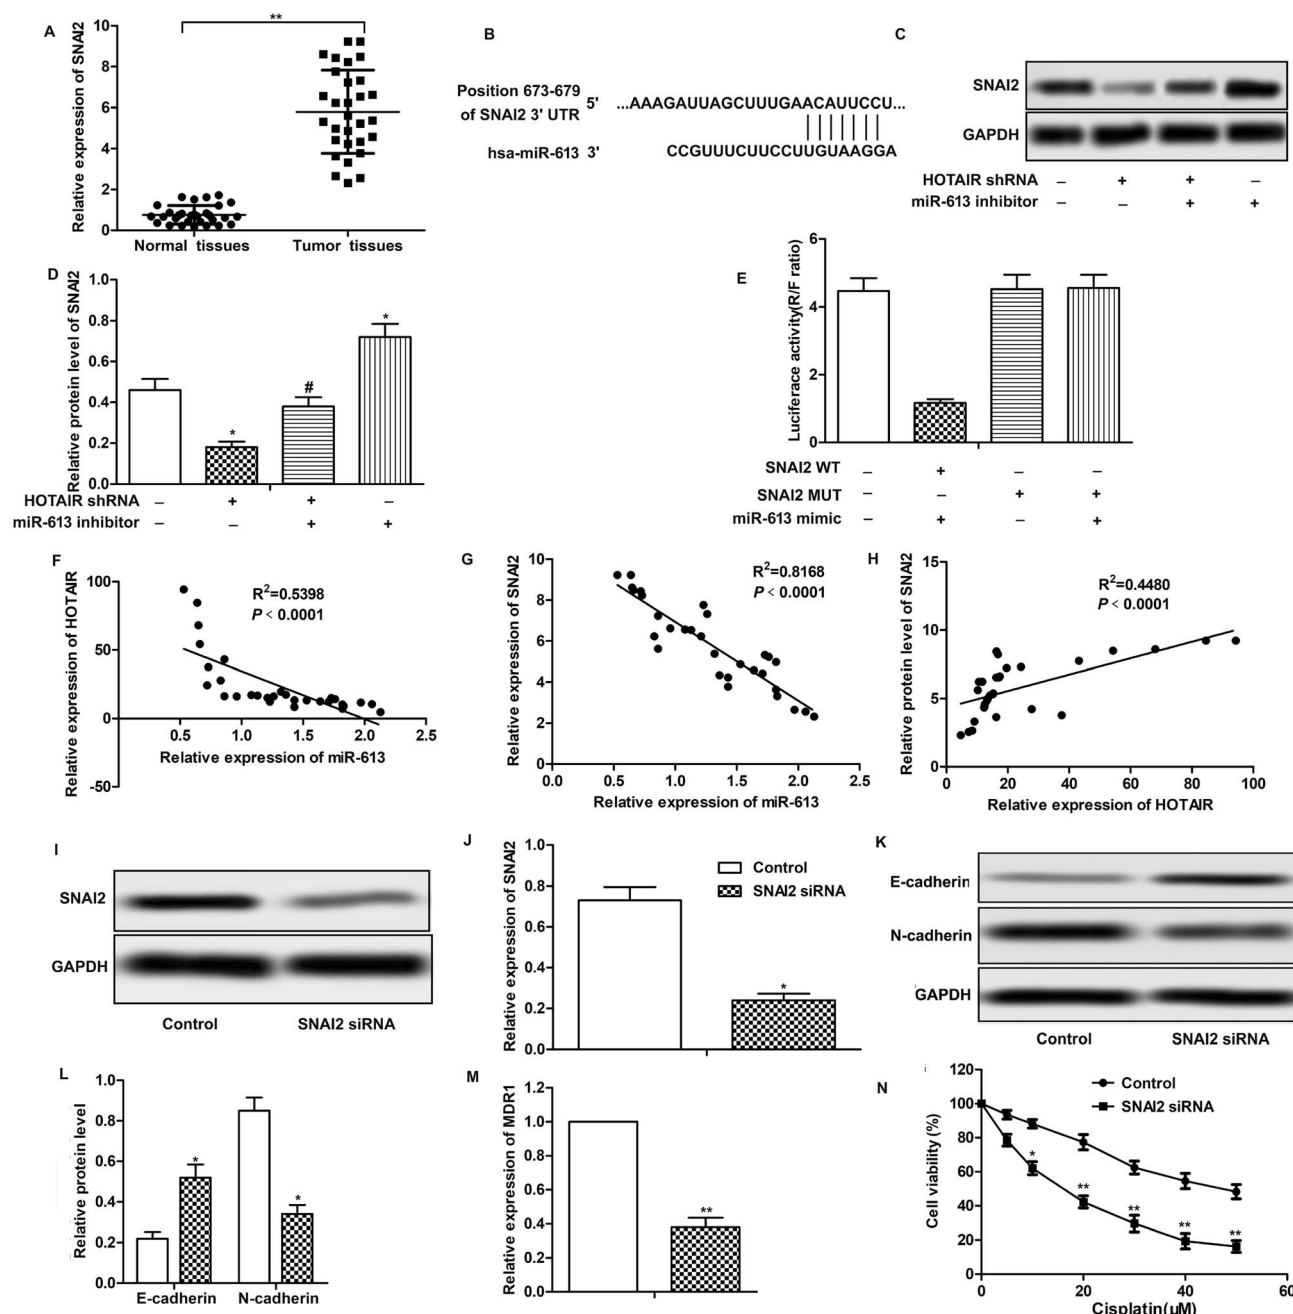 A
Relative expression of SNAI2
10
8
6
4
2
0
**
Normal tissues
Tumor tissues
B
Position 673-679
of SNAI2 3' UTR
5'
...AAAGAUUAGCUUUGAACAUUCCU...
hsa-miR-613 3'
CCGUUUCUUCCUUGUAAGGA
C
SNAI2
GAPDH
HOTAIR shRNA – + + –
miR-613 inhibitor – – + +
D
Relative protein level of SNAI2
1.0
0.8
0.6
0.4
0.2
0.0
*
#
*
HOTAIR shRNA – + + –
miR-613 inhibitor – – + +
E
Luciferace activity(R/F ratio)
6
4
2
0
SNAI2 WT – + – –
SNAI2 MUT – – + +
miR-613 mimic – + – +
F
Relative expression of HOTAIR
100
50
0
-50
R2=0.5398
P < 0.0001
0.5 1.0 1.5 2.0 2.5
Relative expression of miR-613
G
Relative expression of SNAI2
10
8
6
4
2
0
R2=0.8168
P < 0.0001
0.0 0.5 1.0 1.5 2.0 2.5
Relative expression of miR-613
H
Relative protein level of SNAI2
15
10
5
0
R2=0.4480
P < 0.0001
0 20 40 60 80 100
Relative expression of HOTAIR
I
SNAI2
GAPDH
Control
SNAI2 siRNA
J
Relative expression of SNAI2
1.0
0.8
0.6
0.4
0.2
0.0
Control
SNAI2 siRNA
*
K
E-cadherin
N-cadherin
GAPDH
Control
SNAI2 siRNA
L
Relative protein level
1.0
0.8
0.6
0.4
0.2
0.0
*
*
E-cadherin
N-cadherin
M
Relative expression of MDR1
1.2
1.0
0.8
0.6
0.4
0.2
0.0
**
N
Cell viability (%)
120
100
80
60
40
20
0
Control
SNAI2 siRNA
*
**
**
**
**
0 20 40 60
Cisplatin(μM)